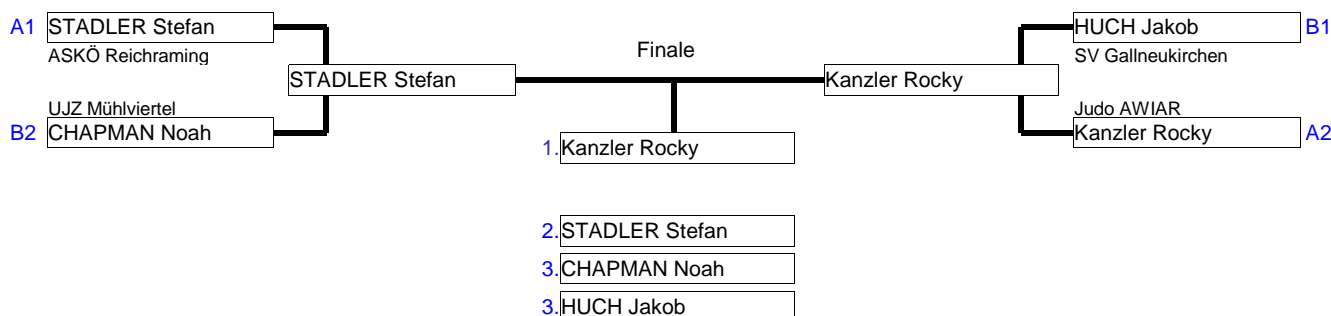 A1 STADLER Stefan
ASKÖ Reichraming
UJZ Mühlviertel
B2 CHAPMAN Noah
STADLER Stefan
Finale
Kanzler Rocky
HUCH Jakob B1
SV Gallneukirchen
Judo AWIAR
Kanzler Rocky A2
1. Kanzler Rocky
2. STADLER Stefan
3. CHAPMAN Noah
3. HUCH Jakob